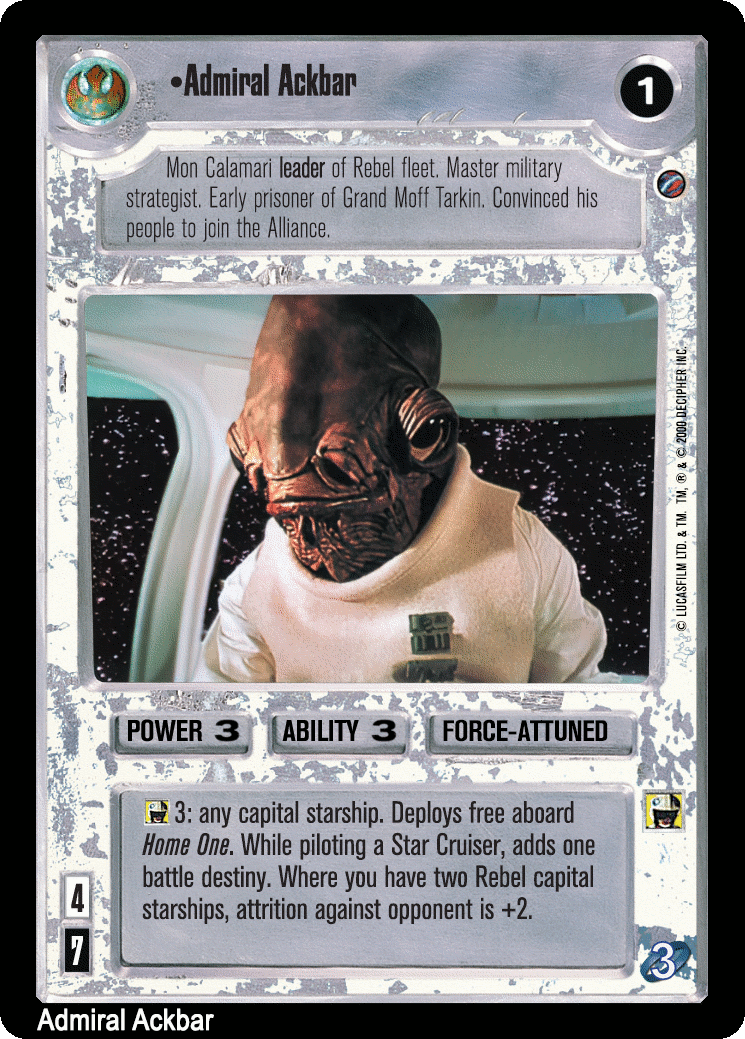 •Admiral Ackbar
1
Mon Calamari leader of Rebel fleet. Master military
strategist. Early prisoner of Grand Moff Tarkin. Convinced his
people to join the Alliance.
© LUCASFILM LTD. & TM. TM, ® & © 2000 DECIPHER INC.
POWER 3
ABILITY 3
FORCE-ATTUNED
3: any capital starship. Deploys free aboard
Home One. While piloting a Star Cruiser, adds one
battle destiny. Where you have two Rebel capital
starships, attrition against opponent is +2.
4
7
3
Admiral Ackbar